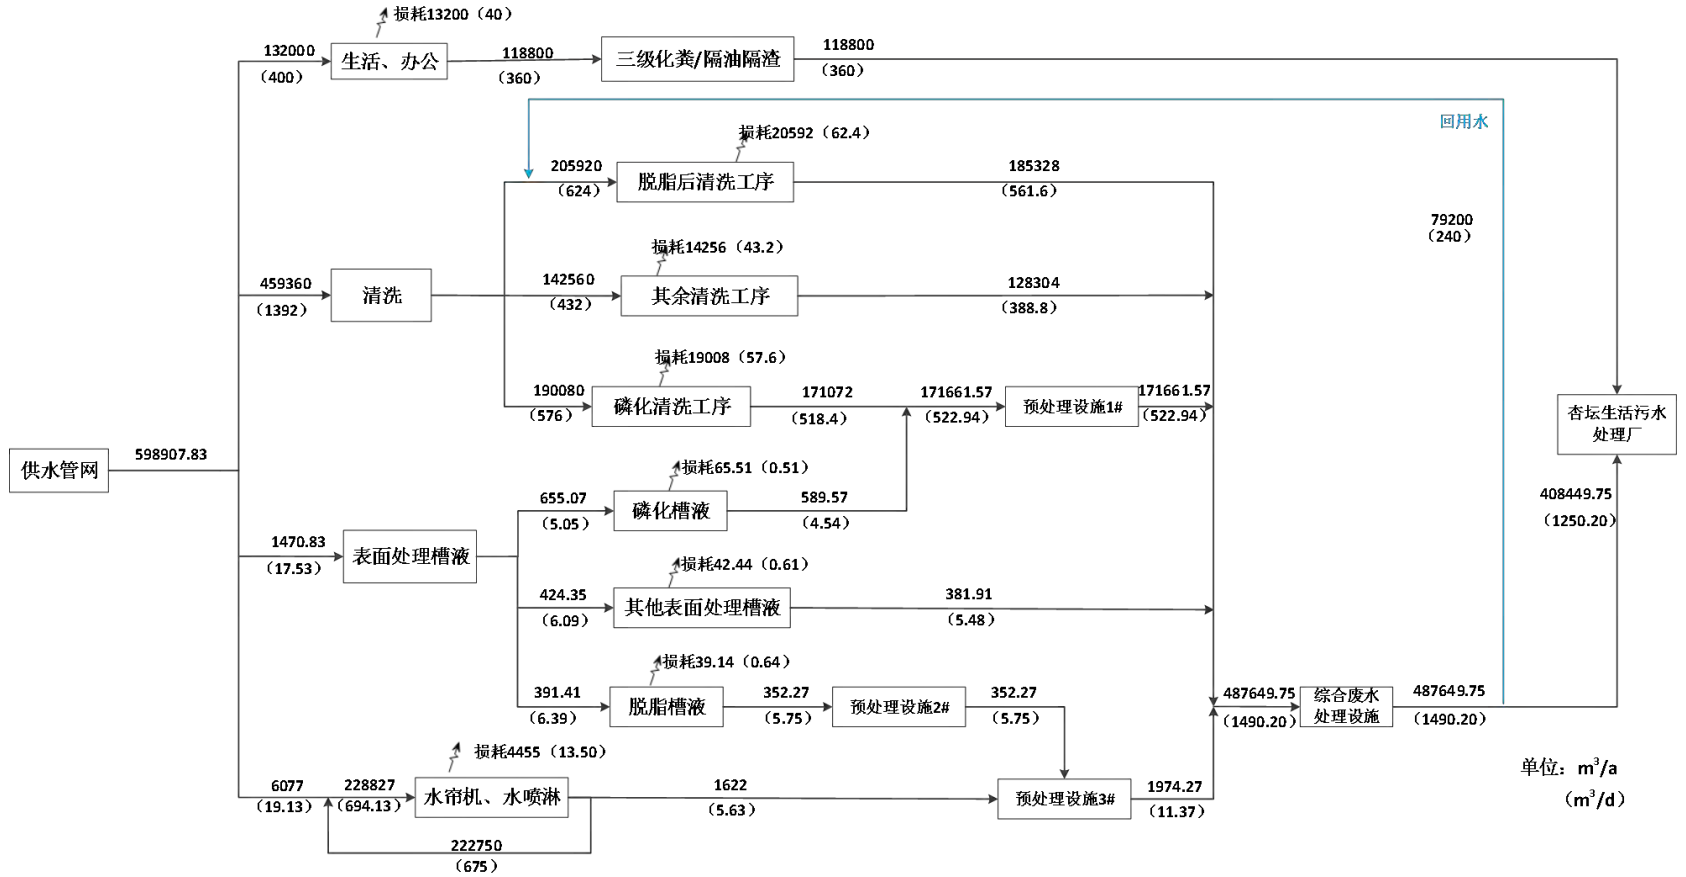 损耗13200（40）
132000
（400）
生活、办公
118800
（360）
三级化粪/隔油隔渣
118800
（360）
回用水
损耗20592（62.4）
205920
（624）
脱脂后清洗工序
185328
（561.6）
79200
（240）
损耗14256（43.2）
459360
（1392）
清洗
142560
（432）
其余清洗工序
128304
（388.8）
损耗19008（57.6）
190080
（576）
磷化清洗工序
171072
（518.4）
171661.57
（522.94）
预处理设施1#
171661.57
（522.94）
杏坛生活污水
处理厂
供水管网
598907.83
损耗65.51（0.51）
655.07
（5.05）
磷化槽液
589.57
（4.54）
408449.75
（1250.20）
1470.83
（17.53）
表面处理槽液
损耗42.44（0.61）
424.35
（6.09）
其他表面处理槽液
381.91
（5.48）
损耗39.14（0.64）
391.41
（6.39）
脱脂槽液
352.27
（5.75）
预处理设施2#
352.27
（5.75）
487649.75
（1490.20）
综合废水
处理设施
487649.75
（1490.20）
损耗4455（13.50）
6077
（19.13）
228827
（694.13）
水帘机、水喷淋
1622
（5.63）
预处理设施3#
1974.27
（11.37）
222750
（675）
单位：m³/a
（m³/d）